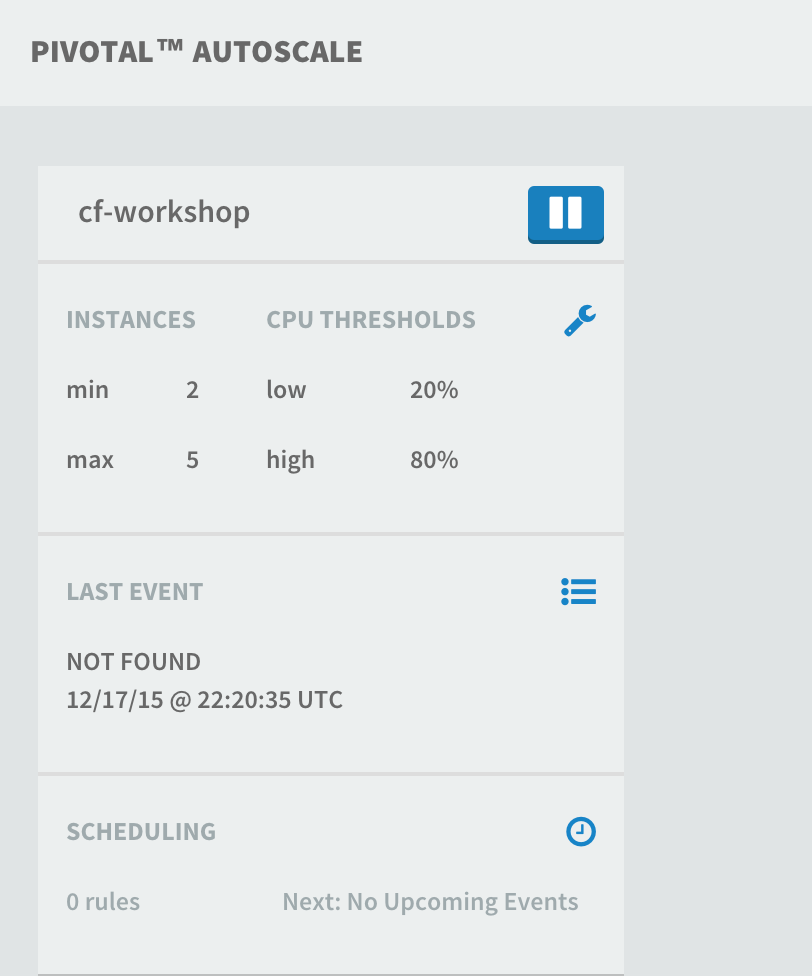 PIVOTAL™ AUTOSCALE
cf-workshop
INSTANCES CPU THRESHOLDS
min 2 low 20%
max 5 high 80%
LAST EVENT
NOT FOUND
12/17/15 @ 22:20:35 UTC
SCHEDULING
0 rules Next: No Upcoming Events